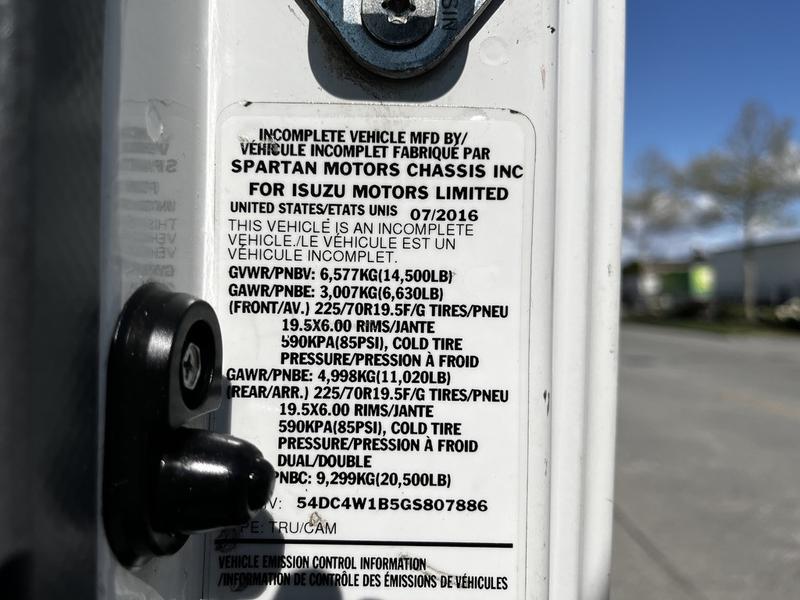 INCOMPLETE VEHICLE MFD BY/
VÉHICULE INCOMPLET FABRIQUÉ PAR
SPARTAN MOTORS CHASSIS INC
FOR ISUZU MOTORS LIMITED
UNITED STATES/ETATS UNIS 07/2016
THIS VEHICLE IS AN INCOMPLETE
VEHICLE./LE VÉHICULE EST UN
VÉHICULE INCOMPLET.
GVWR/PNBV: 6,577KG(14,500LB)
GAWR/PNBE: 3,007KG(6,630LB)
(FRONT/AV.) 225/70R19.5F/G TIRES/PNEU
19.5X6.00 RIMS/JANTE
590KPA(85PSI), COLD TIRE
PRESSURE/PRESSION À FROID
GAWR/PNBE: 4,998KG(11,020LB)
(REAR/ARR.) 225/70R19.5F/G TIRES/PNEU
19.5X6.00 RIMS/JANTE
590KPA(85PSI), COLD TIRE
PRESSURE/PRESSION À FROID
DUAL/DOUBLE
PNBC: 9,299KG(20,500LB)
54DC4W1B5GS807886
TRU/CAM
VEHICLE EMISSION CONTROL INFORMATION
/INFORMATION DE CONTRÔLE DES ÉMISSIONS DE VÉHICULES